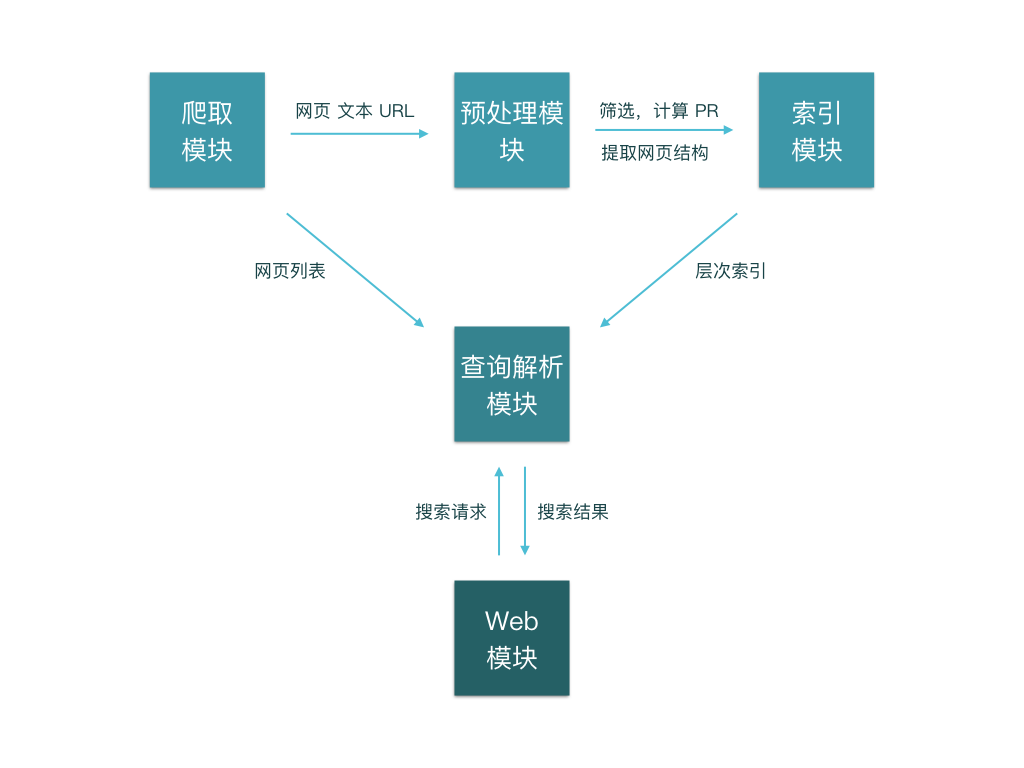 爬取
模块
网页 文本 URL
预处理模
块
筛选，计算 PR
提取网页结构
索引
模块
网页列表
层次索引
查询解析
模块
搜索请求
搜索结果
Web
模块